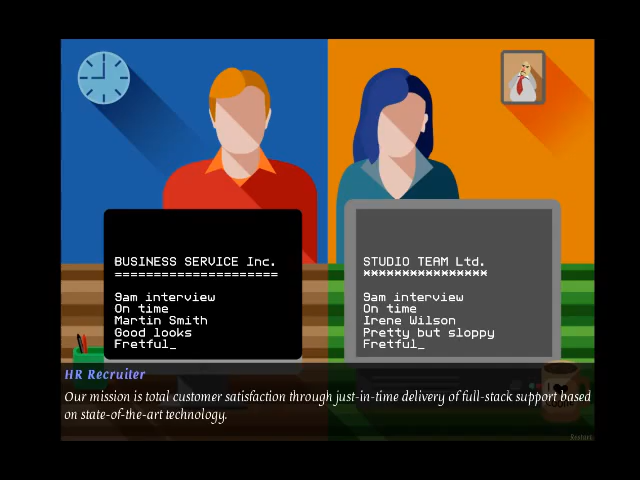 BUSINESS SERVICE Inc.
=====================
9am interview
On time
Martin Smith
Good looks
Fretful_
STUDIO TEAM Ltd.
****************
9am interview
On time
Irene Wilson
Pretty but sloppy
Fretful_
HR Recruiter
Our mission is total customer satisfaction through just-in-time delivery of full-stack support based
on state-of-the-art technology.
Restart